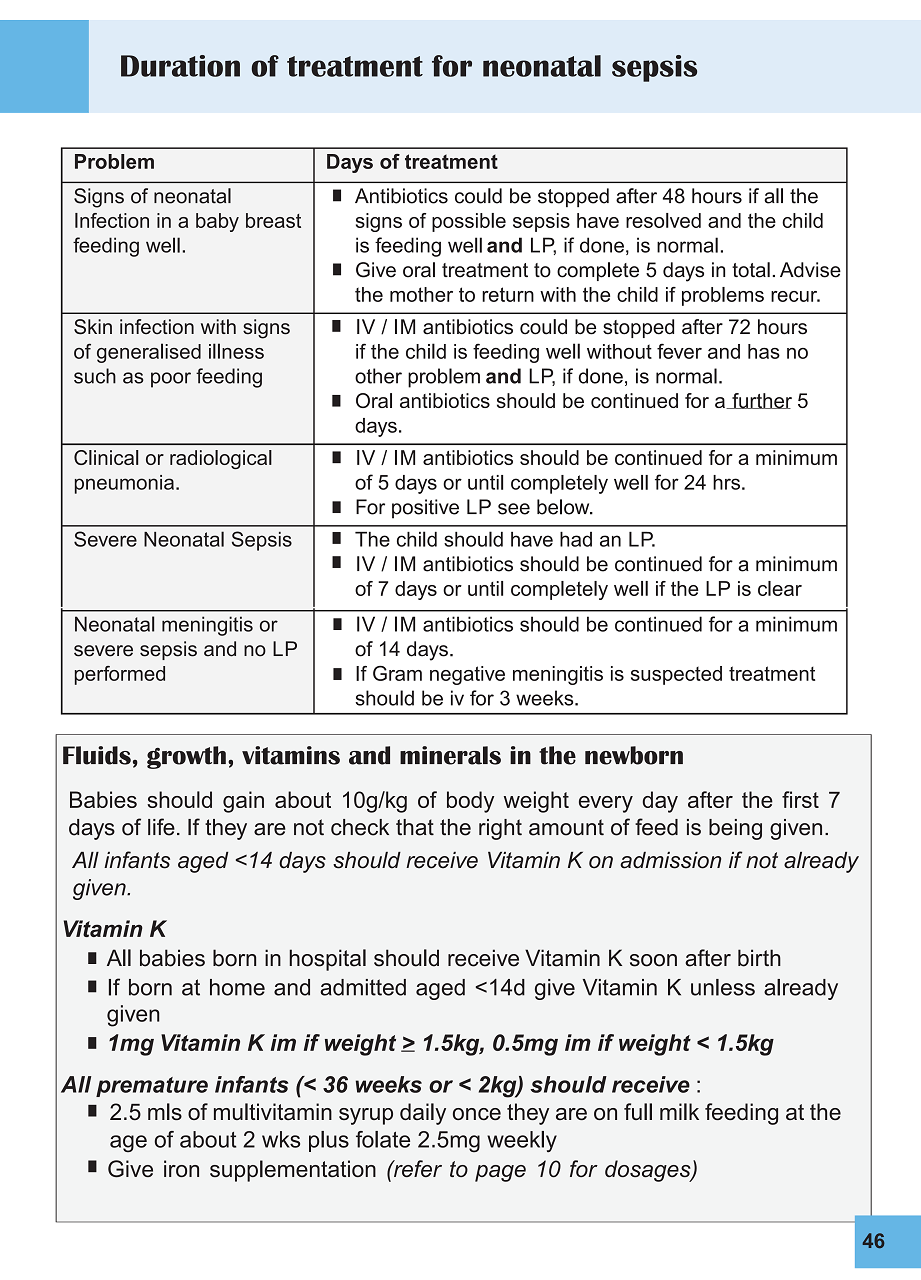 Duration of treatment for neonatal sepsis
Problem
Days of treatment
Signs of neonatal
Infection in a baby breast
feeding well.
■ Antibiotics could be stopped after 48 hours if all the
signs of possible sepsis have resolved and the child
is feeding well and LP, if done, is normal.
■ Give oral treatment to complete 5 days in total. Advise
the mother to return with the child if problems recur.
Skin infection with signs
of generalised illness
such as poor feeding
■ IV / IM antibiotics could be stopped after 72 hours
if the child is feeding well without fever and has no
other problem and LP, if done, is normal.
■ Oral antibiotics should be continued for a further 5
days.
Clinical or radiological
pneumonia.
■ IV / IM antibiotics should be continued for a minimum
of 5 days or until completely well for 24 hrs.
■ For positive LP see below.
Severe Neonatal Sepsis
■ The child should have had an LP.
■ IV / IM antibiotics should be continued for a minimum
of 7 days or until completely well if the LP is clear
Neonatal meningitis or
severe sepsis and no LP
performed
■ IV / IM antibiotics should be continued for a minimum
of 14 days.
■ If Gram negative meningitis is suspected treatment
should be iv for 3 weeks.
Fluids, growth, vitamins and minerals in the newborn
Babies should gain about 10g/kg of body weight every day after the first 7
days of life. If they are not check that the right amount of feed is being given.
All infants aged <14 days should receive Vitamin K on admission if not already
given.
Vitamin K
■ All babies born in hospital should receive Vitamin K soon after birth
■ If born at home and admitted aged <14d give Vitamin K unless already
given
■ 1mg Vitamin K im if weight ≥ 1.5kg, 0.5mg im if weight < 1.5kg
All premature infants (< 36 weeks or < 2kg) should receive :
■ 2.5 mls of multivitamin syrup daily once they are on full milk feeding at the
age of about 2 wks plus folate 2.5mg weekly
■ Give iron supplementation (refer to page 10 for dosages)
46